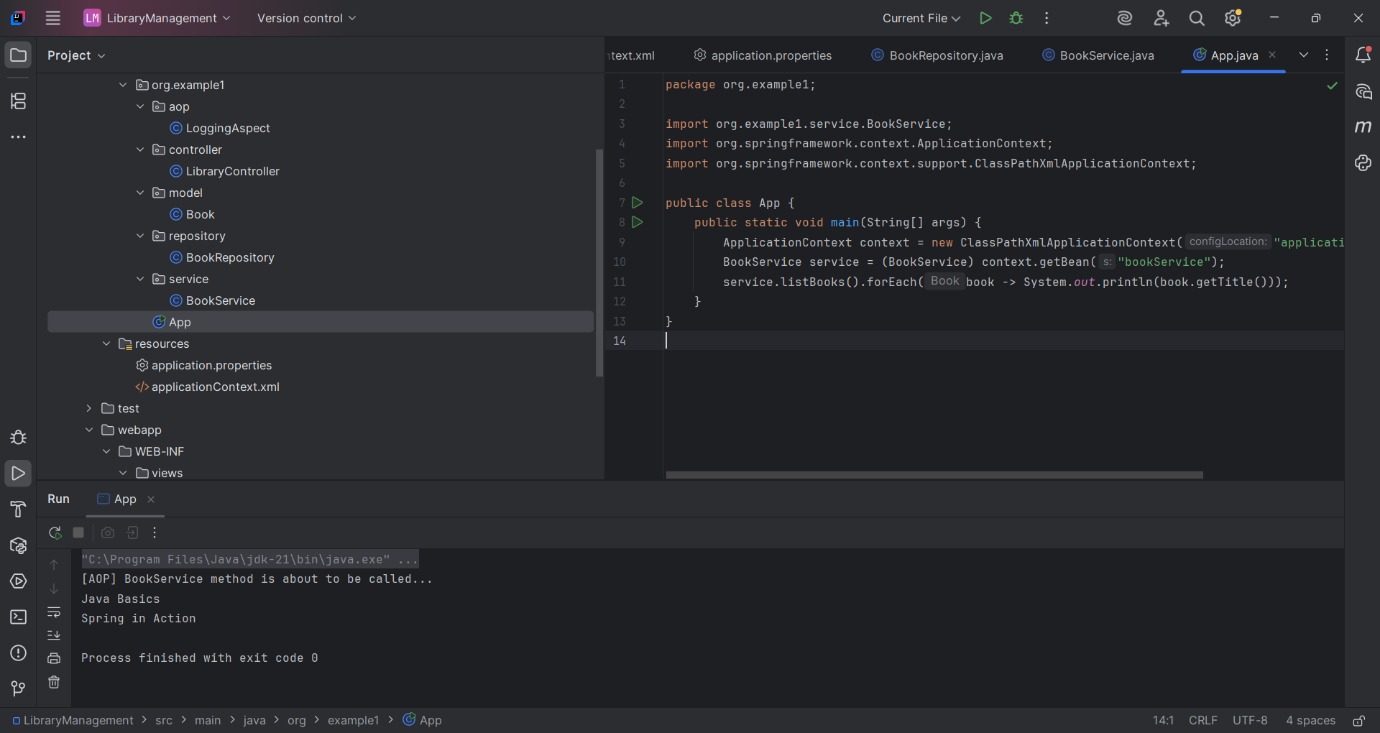 LM LibraryManagement Version control Current File
Project
org.example1
aop
LoggingAspect
controller
LibraryController
model
Book
repository
BookRepository
service
BookService
App
resources
application.properties
applicationContext.xml
test
webapp
WEB-INF
views
ntext.xml application.properties BookRepository.java BookService.java App.java
1 package org.example1;
2
3 import org.example1.service.BookService;
4 import org.springframework.context.ApplicationContext;
5 import org.springframework.context.support.ClassPathXmlApplicationContext;
6
7 public class App {
8 public static void main(String[] args) {
9 ApplicationContext context = new ClassPathXmlApplicationContext( configLocation: "applicati
10 BookService service = (BookService) context.getBean( s: "bookService");
11 service.listBooks().forEach( Book book -> System.out.println(book.getTitle()));
12 }
13 }
14
Run App
"C:\Program Files\Java\jdk-21\bin\java.exe" ...
[AOP] BookService method is about to be called...
Java Basics
Spring in Action
Process finished with exit code 0
LibraryManagement > src > main > java > org > example1 > App 14:1 CRLF UTF-8 4 spaces